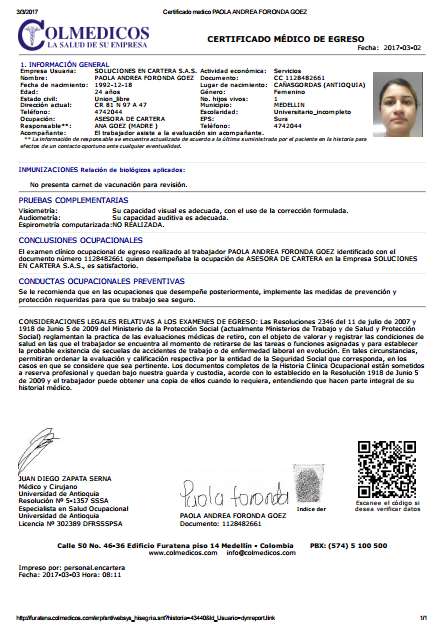 3/3/2017 Certificado medico PAOLA ANDREA FORONDA GOEZ
COLMEDICOS
LA SALUD DE SU EMPRESA
CERTIFICADO MÉDICO DE EGRESO
Fecha: 2017-03-02
1. INFORMACIÓN GENERAL
Empresa Usuaria: SOLUCIONES EN CARTERA S.A.S. Actividad económica: Servicios
Nombre: PAOLA ANDREA FORONDA GOEZ Documento: CC 1128482661
Fecha de nacimiento: 1992-12-18 Lugar de nacimiento: CAÑASGORDAS (ANTIOQUIA)
Edad: 24 años Género: Femenino
Estado civil: Union_libre No. hijos vivos: 1
Dirección actual: CR 81 N 97 A 47 Municipio: MEDELLIN
Teléfono: 4742044 Escolaridad: Universitario_incompleto
Ocupación: ASESORA DE CARTERA EPS: Sura
Responsable**: ANA GOEZ (MADRE ) Teléfono: 4742044
Acompañante: El trabajador asiste a la evaluación sin acompañante.
** La información de responsable se encuentra actualizada de acuerdo a la última suministrada por el paciente en la historia para
efectos de un contacto oportuno ante cualquier eventualidad.
INMUNIZACIONES Relación de biológicos aplicados:
No presenta carnet de vacunación para revisión.
PRUEBAS COMPLEMENTARIAS
Visiometría: Su capacidad visual es adecuada, con el uso de la corrección formulada.
Audiometría: Su capacidad auditiva es adecuada.
Espirometría computarizada: NO REALIZADA.
CONCLUSIONES OCUPACIONALES
El examen clínico ocupacional de egreso realizado al trabajador PAOLA ANDREA FORONDA GOEZ identificado con el
documento número 1128482661 quien desempeñaba la ocupación de ASESORA DE CARTERA en la Empresa SOLUCIONES
EN CARTERA S.A.S., es satisfactorio.
CONDUCTAS OCUPACIONALES PREVENTIVAS
Se le recomienda que en las ocupaciones que desempeñe posteriormente, implemente las medidas de prevención y
protección requeridas para que su trabajo sea seguro.
CONSIDERACIONES LEGALES RELATIVAS A LOS EXAMENES DE EGRESO: Las Resoluciones 2346 del 11 de julio de 2007 y
1918 de Junio 5 de 2009 del Ministerio de la Protección Social (actualmente Ministerios de Trabajo y de Salud y Protección
Social) reglamentan la practica de las evaluaciones médicas de retiro, con el objeto de valorar y registrar las condiciones de
salud en las que el trabajador se encuentra al momento de retirarse de las tareas o funciones asignadas y para establecer
la probable existencia de secuelas de accidentes de trabajo o de enfermedad laboral en evolución. En tales circunstancias,
permitiran ordenar la evaluación y calificación respectiva por la entidad de la Seguridad Social que corresponda, en los
casos en que se considere que sea pertinente. Los documentos completos de la Historia Clínica Ocupacional están sometidos
a reserva profesional y quedan bajo nuestra guarda y custodia, acorde con lo establecido en la Resolución 1918 de Junio 5
de 2009 y el trabajador puede obtener una copia de ellos cuando lo requiera, entendiendo que hacen parte integral de su
historial médico.
JUAN DIEGO ZAPATA SERNA
Médico y Cirujano
Universidad de Antioquia
Resolución Nº 5-1357 SSSA
Especialista en Salud Ocupacional
Universidad de Antioquia
Licencia Nº 302389 DFRSSSPSA
Paola foronda
PAOLA ANDREA FORONDA GOEZ
Documento: 1128482661
Indice der
Escanee el código si
desea verificar datos
Calle 50 No. 46-36 Edificio Furatena piso 14 Medellín • Colombia PBX: (574) 5 100 500
www.colmedicos.com info@colmedicos.com
Impreso por: personal.encartera
Fecha: 2017-03-03 Hora: 08:11
1/1